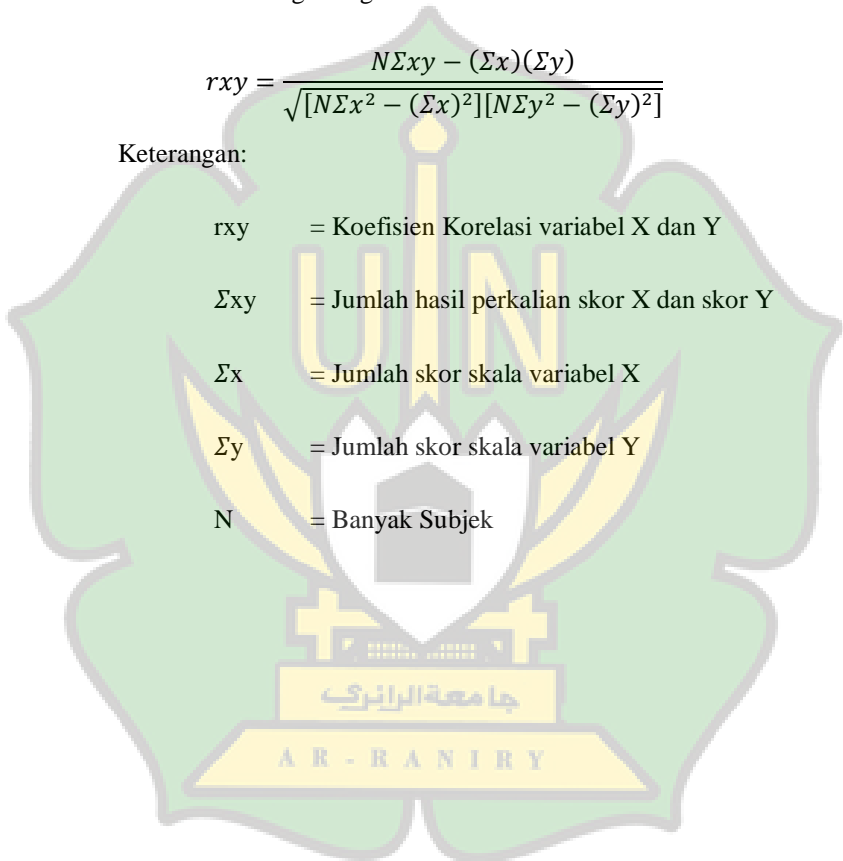 rxy = NΣxy − (Σx)(Σy) / √[NΣx² − (Σx)²][NΣy² − (Σy)²]
Keterangan:
rxy = Koefisien Korelasi variabel X dan Y
Σxy = Jumlah hasil perkalian skor X dan skor Y
Σx = Jumlah skor skala variabel X
Σy = Jumlah skor skala variabel Y
N = Banyak Subjek
UIN
جامعة الرانري
AR-RANIRY